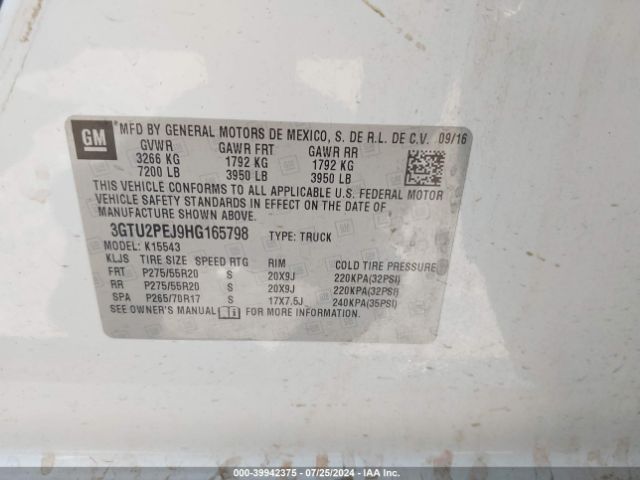 GM
*MFD BY GENERAL MOTORS DE MEXICO, S. DE R.L. DE C.V. 09/16
GVWR GAWR FRT GAWR RR
3266 KG 1792 KG 1792 KG
7200 LB 3950 LB 3950 LB
THIS VEHICLE CONFORMS TO ALL APPLICABLE U.S. FEDERAL MOTOR
VEHICLE SAFETY STANDARDS IN EFFECT ON THE DATE OF
MANUFACTURE SHOWN ABOVE.
3GTU2PEJ9HG165798 TYPE: TRUCK
MODEL: K15543
KLJS TIRE SIZE SPEED RTG RIM COLD TIRE PRESSURE
FRT P275/55R20 S 20X9J 220KPA(32PSI)
RR P275/55R20 S 20X9J 220KPA(32PSI)
SPA P265/70R17 S 17X7.5J 240KPA(35PSI)
SEE OWNER'S MANUAL FOR MORE INFORMATION.
000-39942375 - 07/25/2024 - IAA Inc.